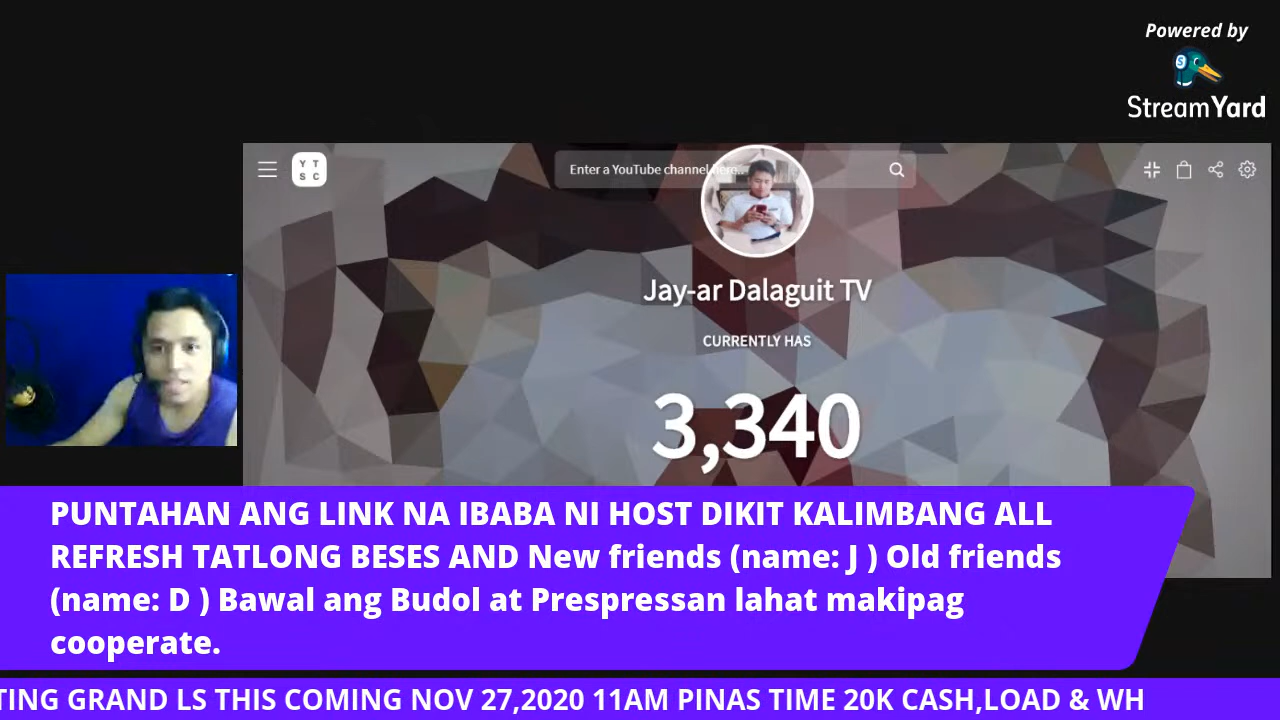 Powered by
StreamYard
Y T
S C
Enter a YouTube channel here...
Jay-ar Dalaguit TV
CURRENTLY HAS
3,340
PUNTAHAN ANG LINK NA IBABA NI HOST DIKIT KALIMBANG ALL
REFRESH TATLONG BESES AND New friends (name: J ) Old friends
(name: D ) Bawal ang Budol at Prespressan lahat makipag
cooperate.
TING GRAND LS THIS COMING NOV 27,2020 11AM PINAS TIME 20K CASH,LOAD & WH